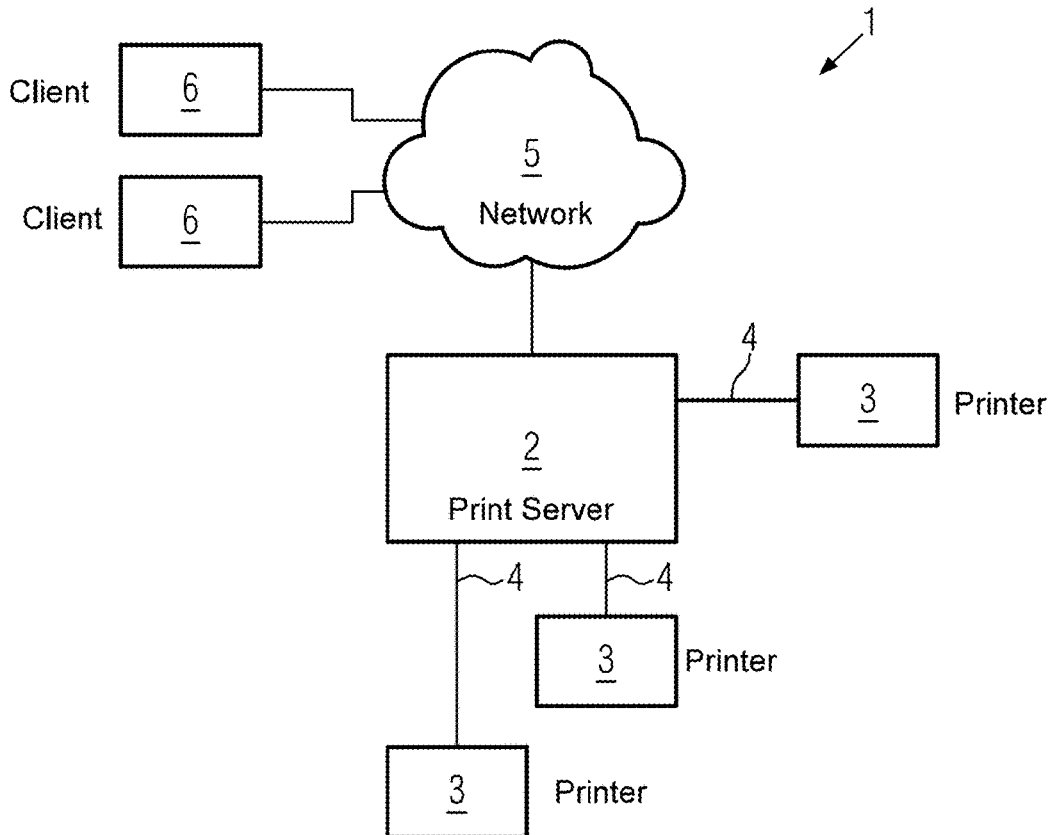 1
Client 6
5
Client 6
Network
4
3 Printer
2
Print Server
4 4
3 Printer
3 Printer